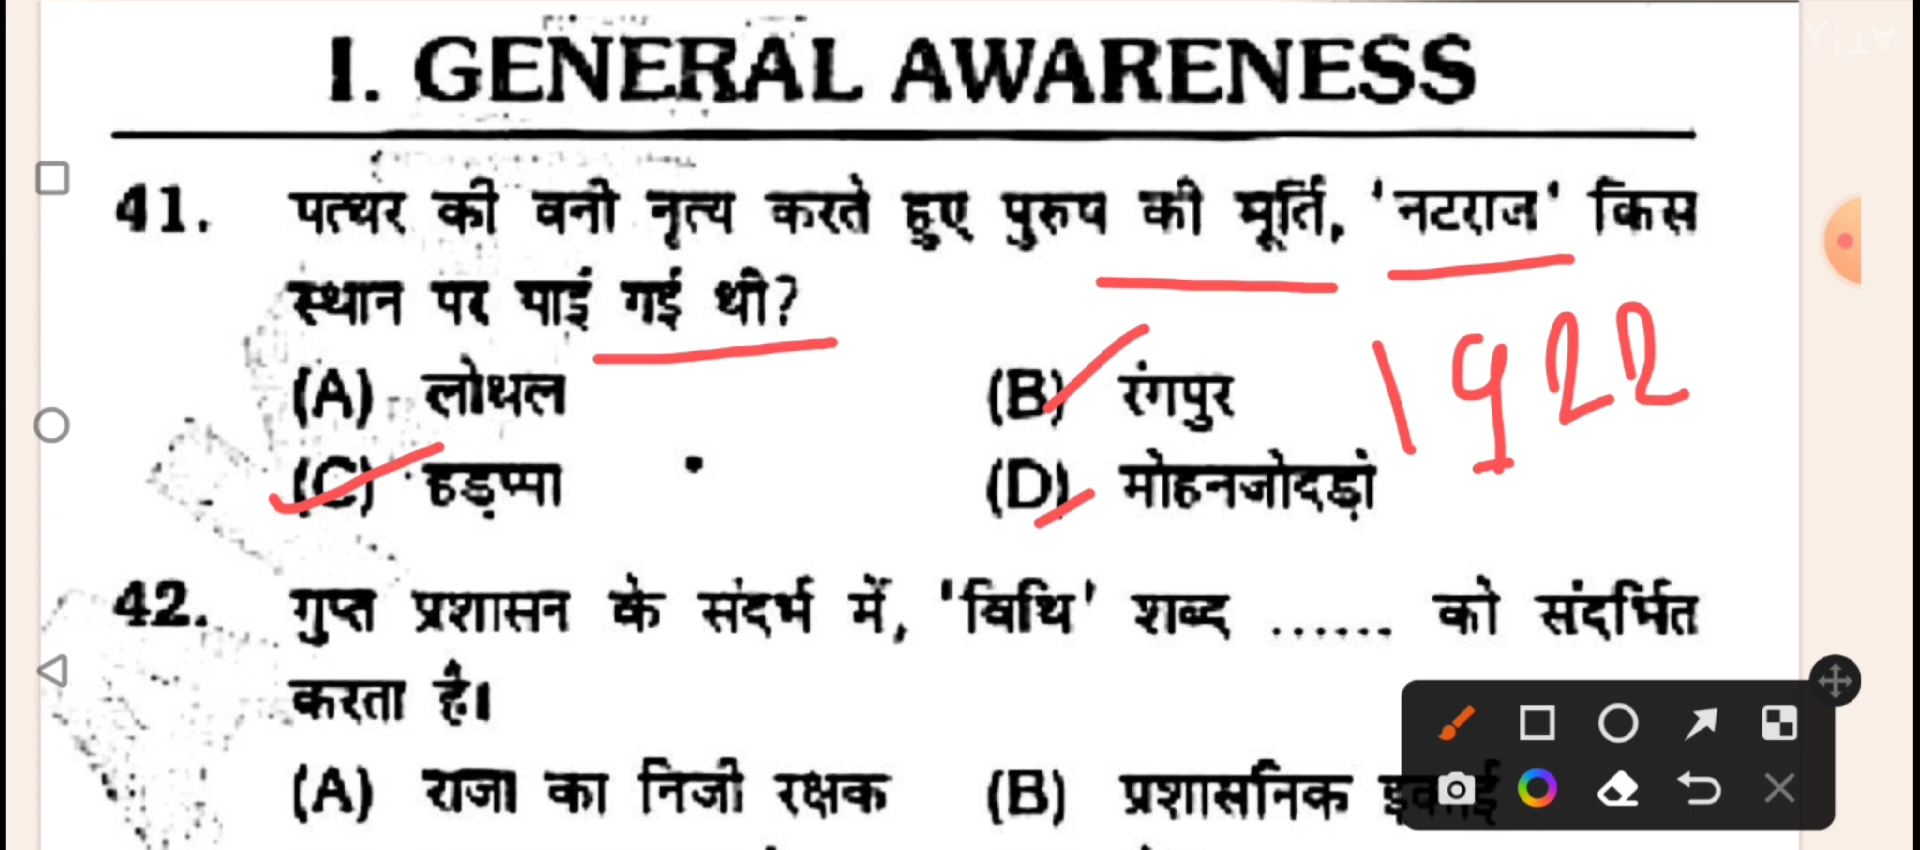 I. GENERAL AWARENESS
41. पत्थर की बनी नृत्य करते हुए पुरुष की मूर्ति, 'नटराज' किस
स्थान पर पाई गई थी?
(A) लोथल (B) रंगपुर
1922
(C) हड़प्पा (D) मोहनजोदड़ो
42. गुप्त प्रशासन के संदर्भ में, 'विथि' शब्द ...... को संदर्भित
करता है।
(A) राजा का निजी रक्षक (B) प्रशासनिक